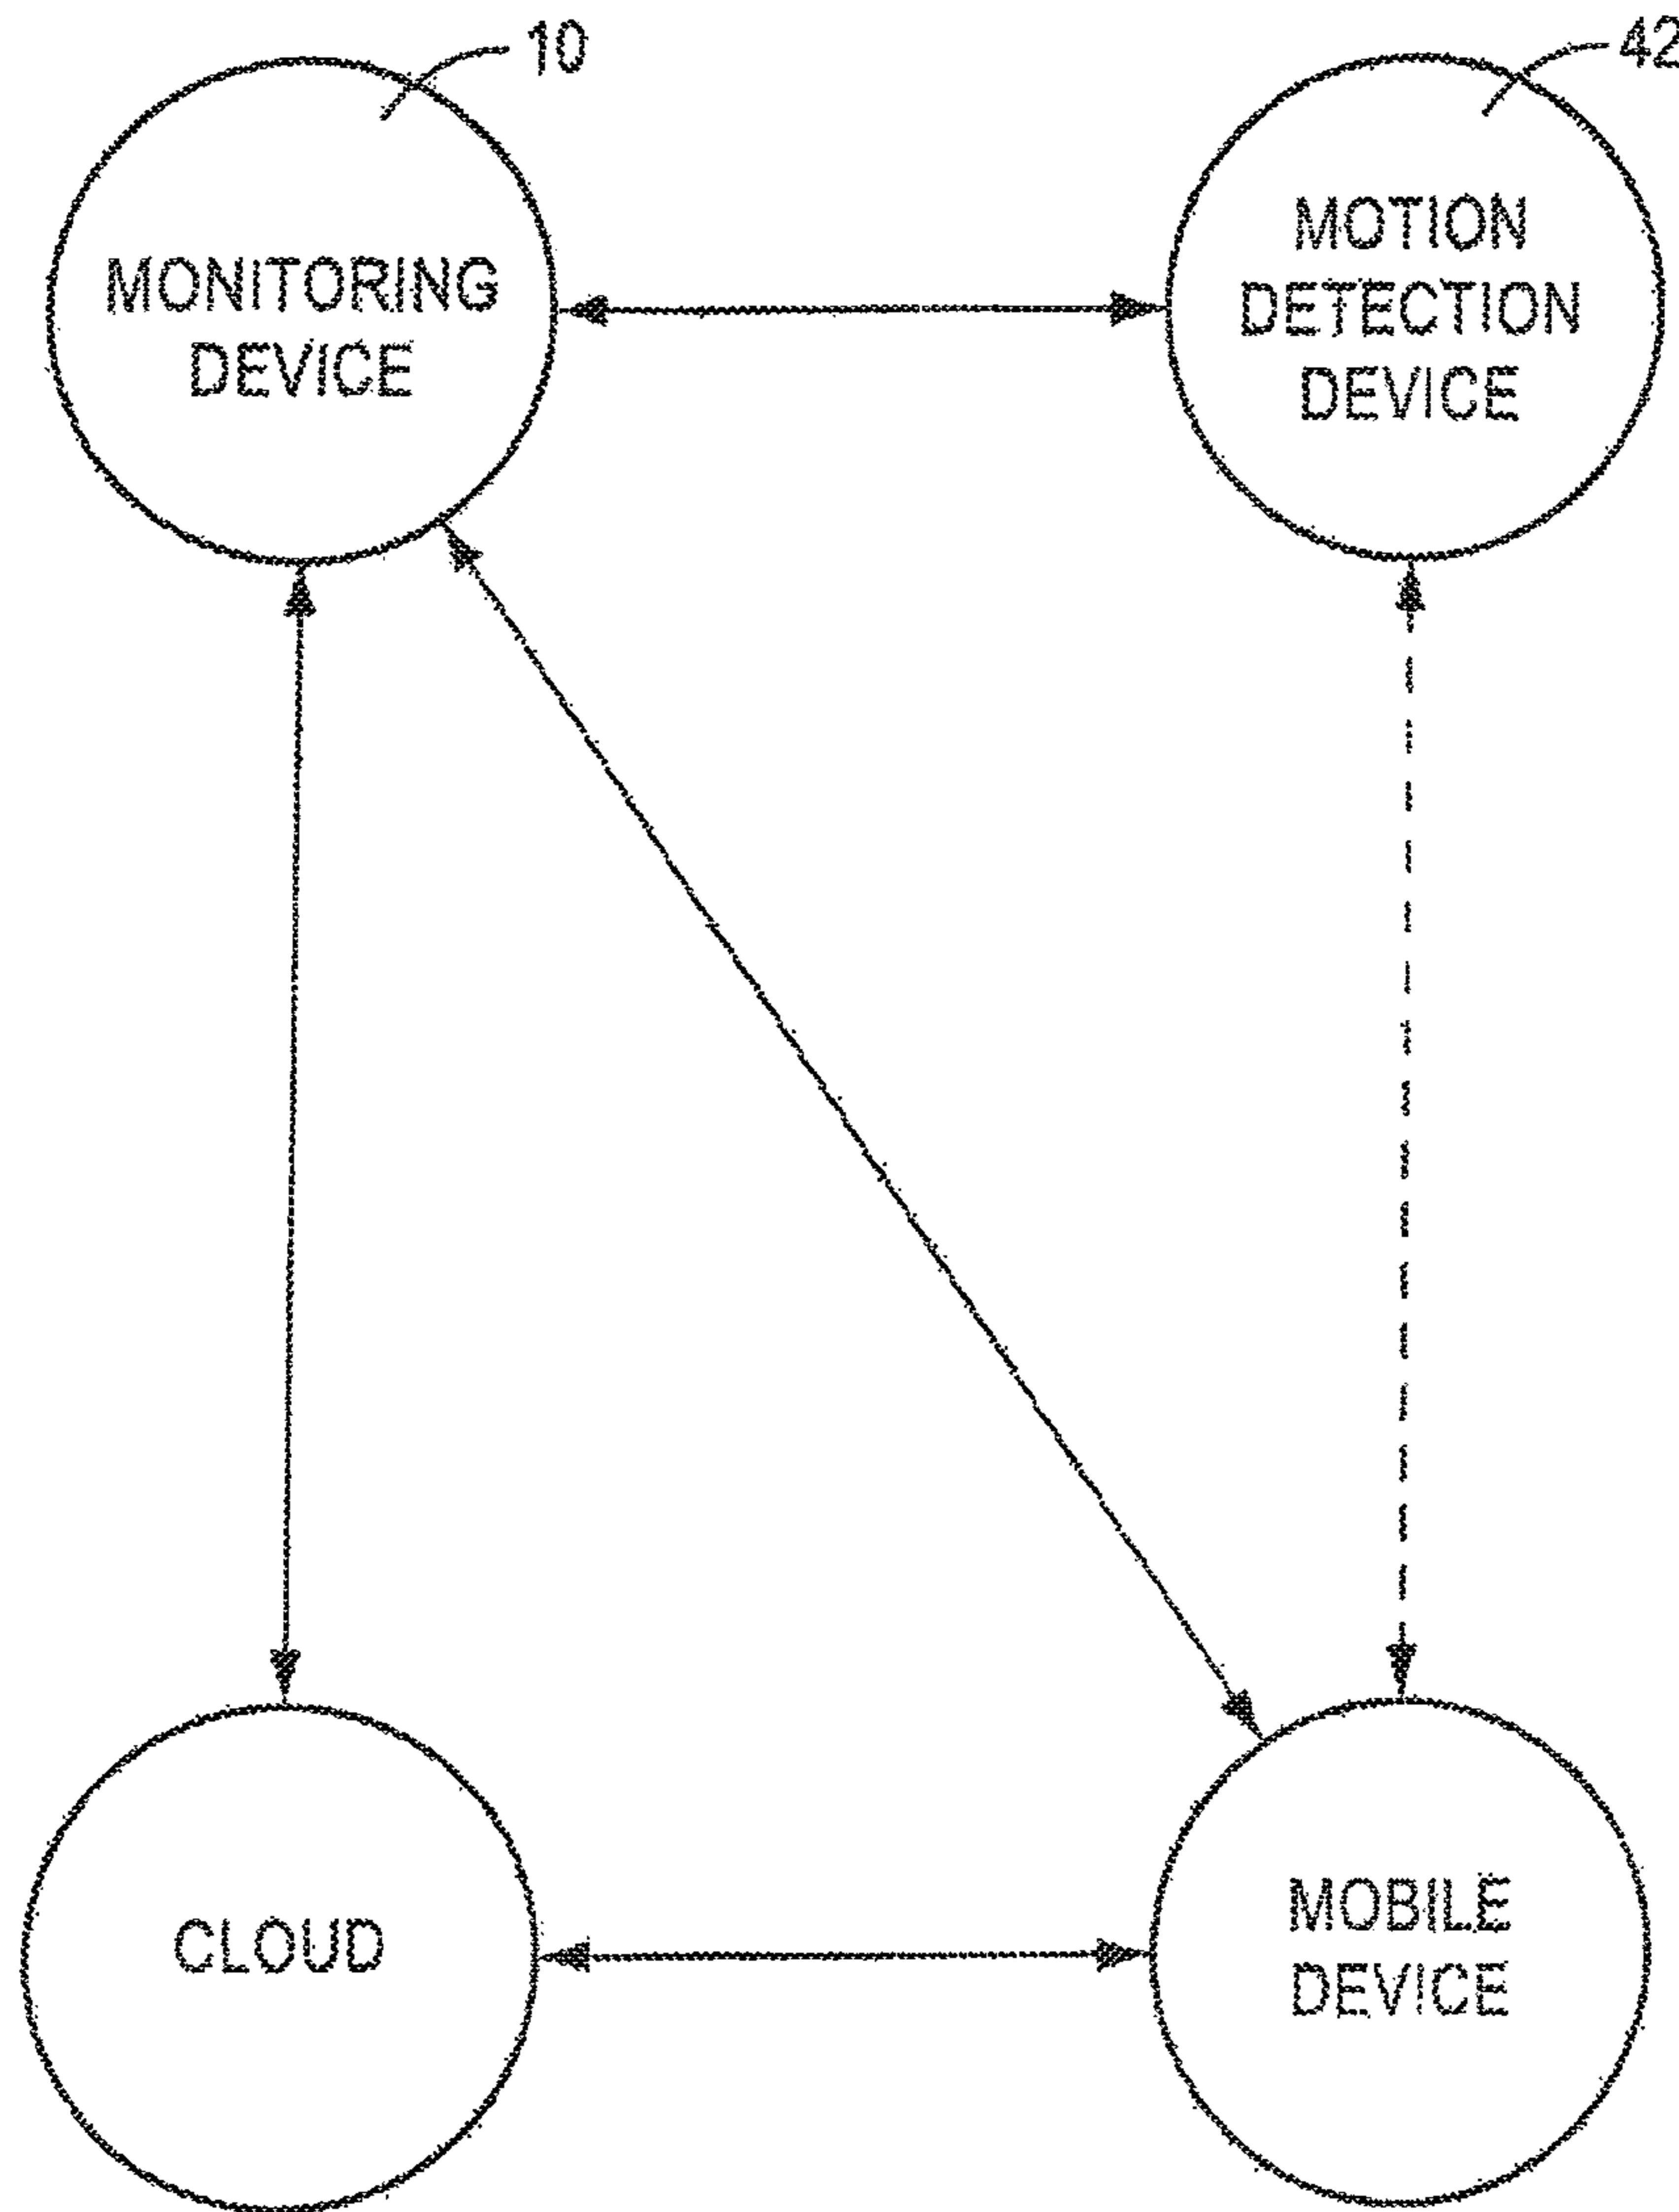 10
42
MONITORING
DEVICE
MOTION
DETECTION
DEVICE
CLOUD
MOBILE
DEVICE